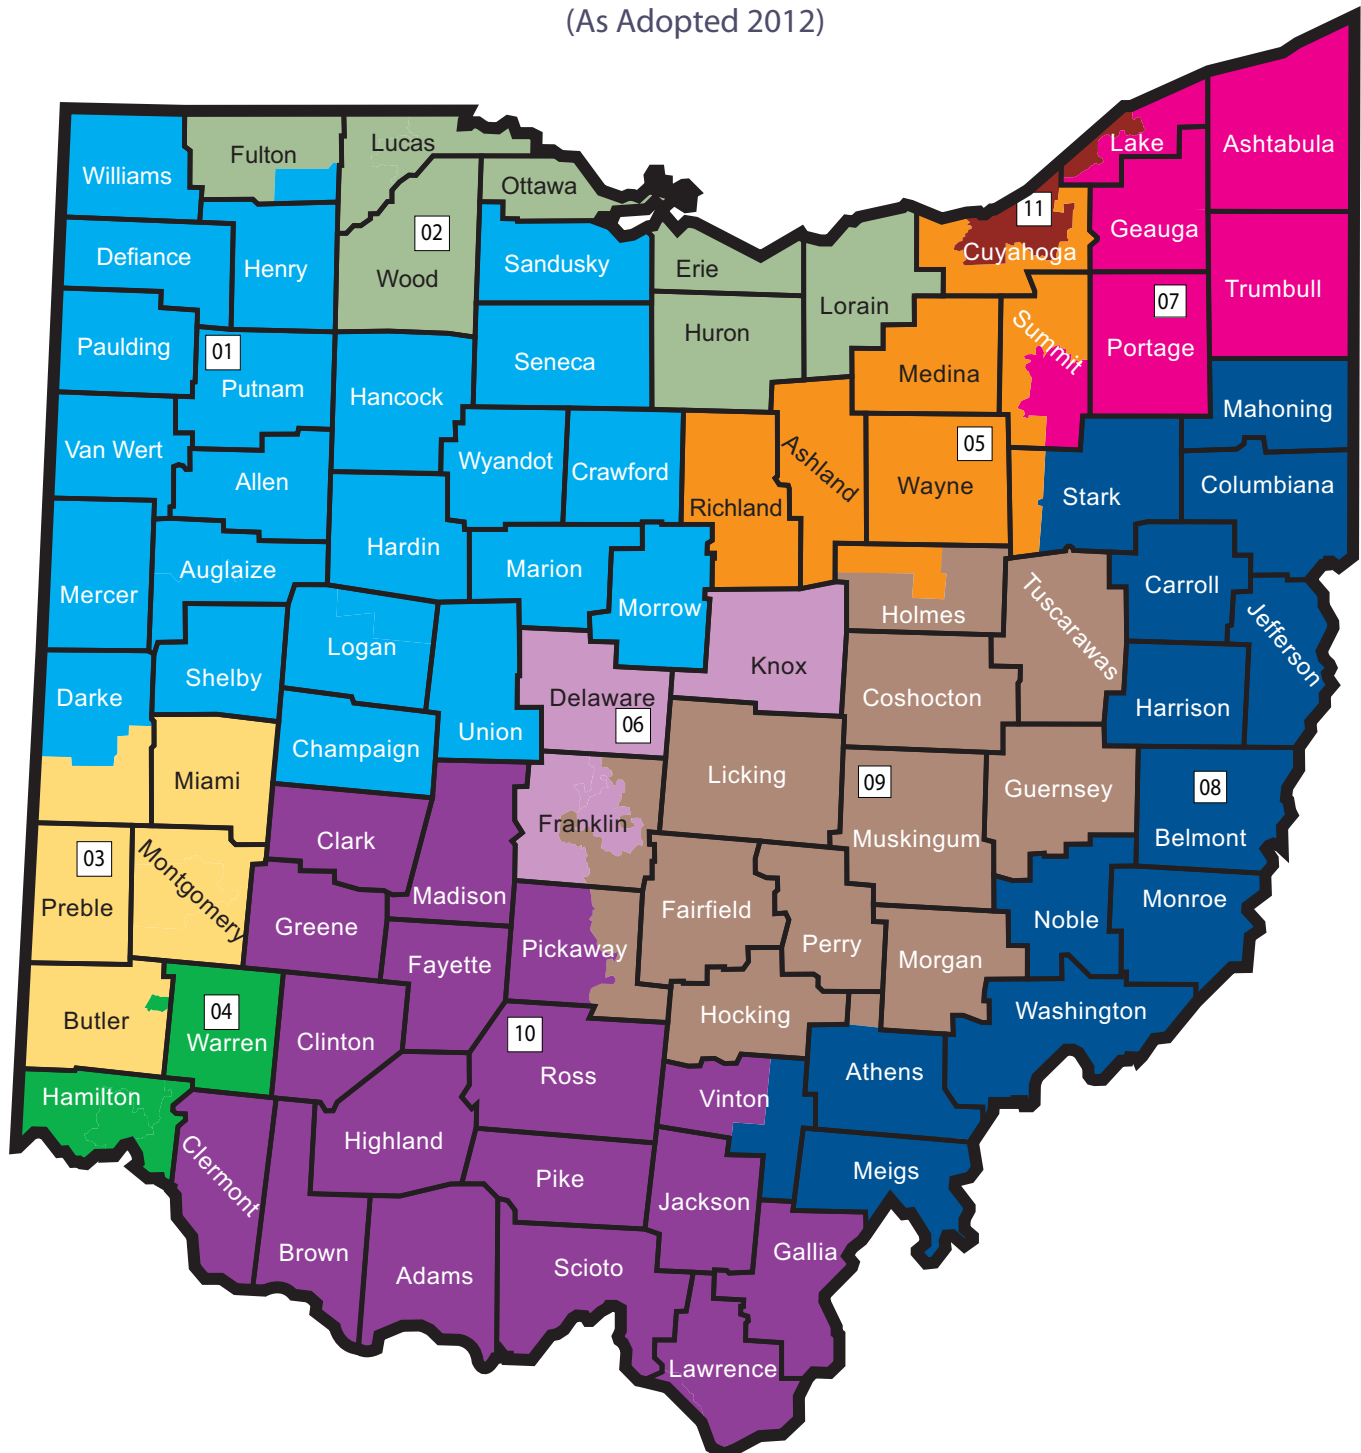 (As Adopted 2012)
Williams
Fulton
Lucas
Ottawa
Lake
Ashtabula
Defiance
Henry
02
Wood
Sandusky
Erie
Lorain
11
Cuyahoga
Geauga
Trumbull
Paulding
01
Putnam
Hancock
Seneca
Huron
Medina
Summit
07
Portage
Mahoning
Van Wert
Allen
Wyandot
Crawford
Richland
Ashland
05
Wayne
Stark
Columbiana
Mercer
Auglaize
Hardin
Marion
Morrow
Holmes
Tuscarawas
Carroll
Jefferson
Darke
Shelby
Logan
Union
Delaware
06
Knox
Coshocton
Harrison
Miami
Champaign
Franklin
Licking
09
Muskingum
Guernsey
08
Belmont
03
Preble
Montgomery
Clark
Madison
Greene
Fayette
Pickaway
Fairfield
Perry
Morgan
Noble
Monroe
Butler
04
Warren
Clinton
10
Ross
Hocking
Athens
Washington
Hamilton
Clermont
Highland
Pike
Vinton
Jackson
Meigs
Brown
Adams
Scioto
Gallia
Lawrence